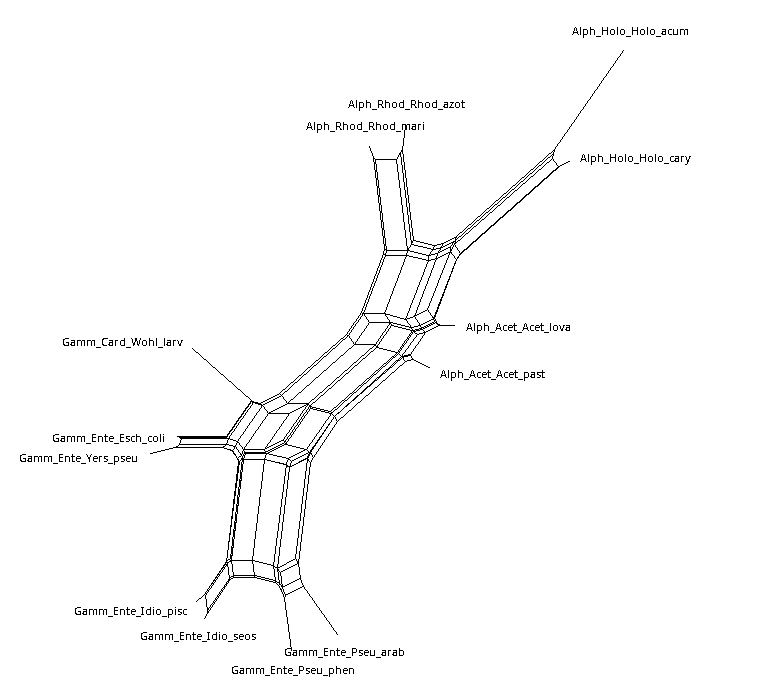 Alph_Holo_Holo_acum
Alph_Rhod_Rhod_azot
Alph_Rhod_Rhod_mari
Alph_Holo_Holo_cary
Alph_Acet_Acet_lova
Gamm_Card_Wohl_larv
Alph_Acet_Acet_past
Gamm_Ente_Esch_coli
Gamm_Ente_Yers_pseu
Gamm_Ente_Idio_pisc
Gamm_Ente_Idio_seos
Gamm_Ente_Pseu_arab
Gamm_Ente_Pseu_phen